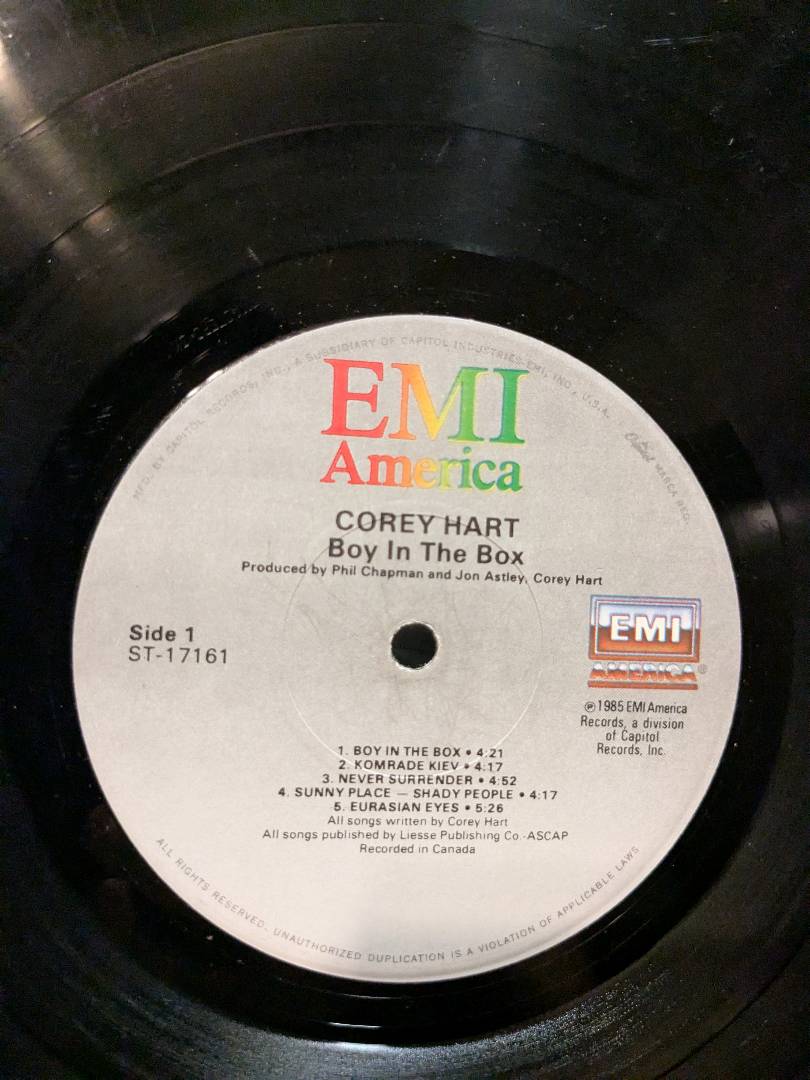 MFD. BY CAPITOL RECORDS, INC., A SUBSIDIARY OF CAPITOL INDUSTRIES-EMI, INC., U.S.A. Capitol MARCA REG.
EMI
America
COREY HART
Boy In The Box
Produced by Phil Chapman and Jon Astley, Corey Hart
Side 1
ST-17161
EMI
AMERICA®
℗ 1985 EMI America
Records, a division
of Capitol
Records, Inc.
1. BOY IN THE BOX • 4:21
2. KOMRADE KIEV • 4:17
3. NEVER SURRENDER • 4:52
4. SUNNY PLACE — SHADY PEOPLE • 4:17
5. EURASIAN EYES • 5:26
All songs written by Corey Hart
All songs published by Liesse Publishing Co.-ASCAP
Recorded in Canada
ALL RIGHTS RESERVED. UNAUTHORIZED DUPLICATION IS A VIOLATION OF APPLICABLE LAWS